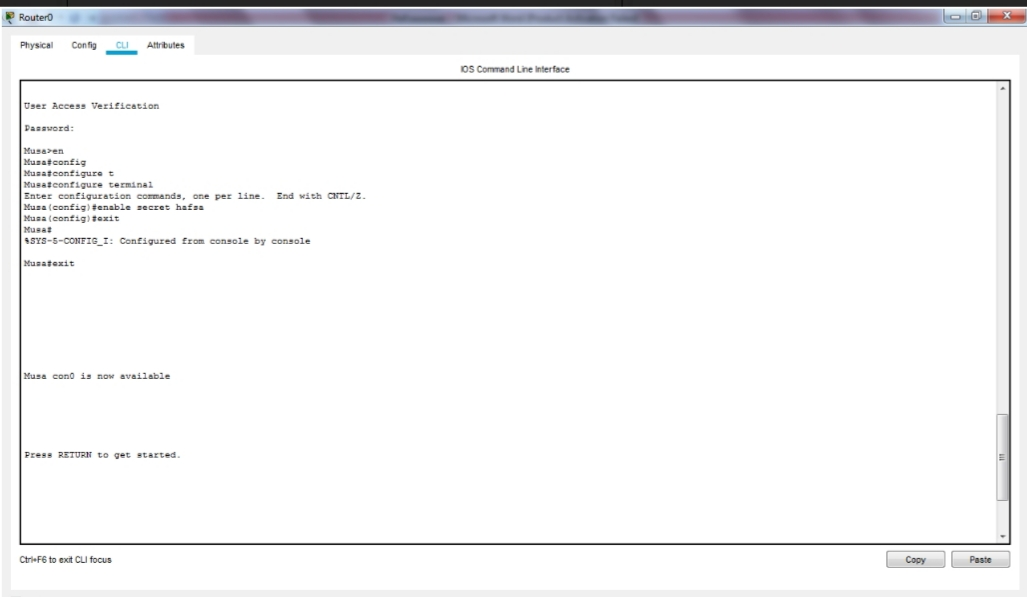 Router0
Physical Config CLI Attributes
IOS Command Line Interface
User Access Verification
Password:
Musa>en
Musa#config
Musa#configure t
Musa#configure terminal
Enter configuration commands, one per line.  End with CNTL/Z.
Musa(config)#enable secret hafsa
Musa(config)#exit
Musa#
%SYS-5-CONFIG_I: Configured from console by console
Musa#exit
Musa con0 is now available
Press RETURN to get started.
Ctrl+F6 to exit CLI focus
Copy Paste